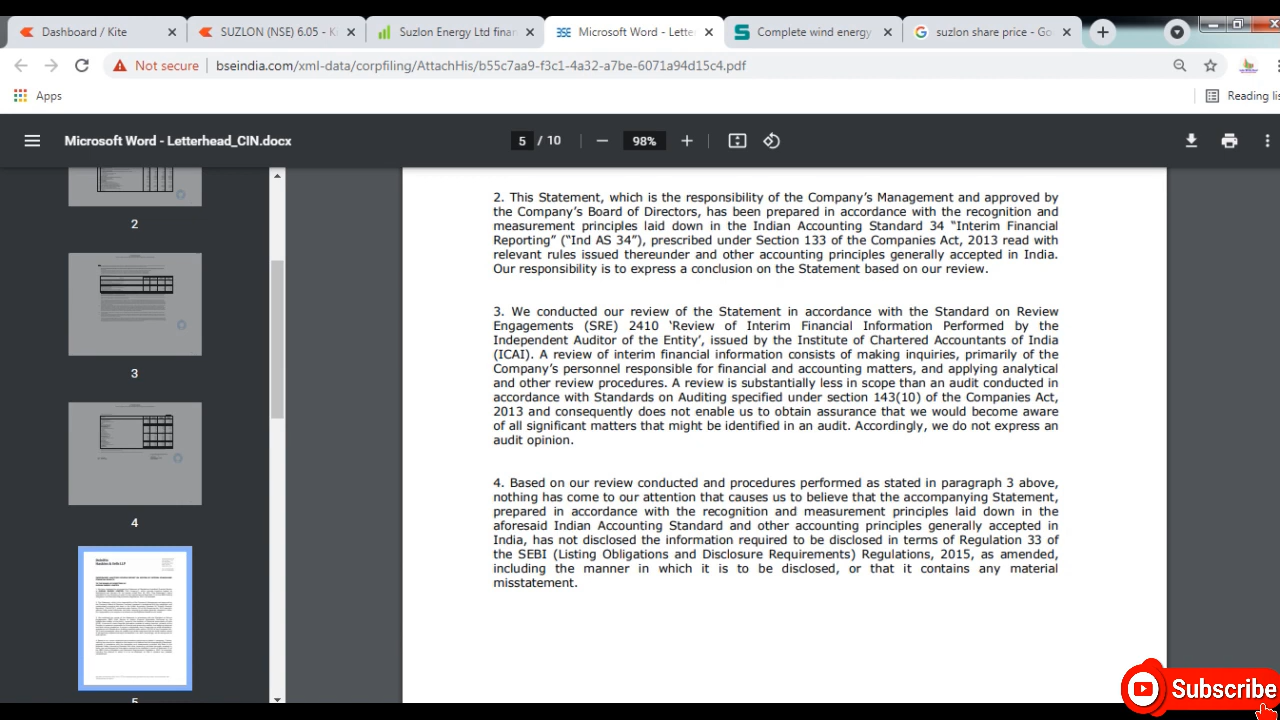 Dashboard / Kite
SUZLON (NSE) 6.05 - K
Suzlon Energy Ltd fin
Microsoft Word - Lette
Complete wind energy
suzlon share price - Go
Not secure
bseindia.com/xml-data/corpfiling/AttachHis/b55c7aa9-f3c1-4a32-a7be-6071a94d15c4.pdf
Apps
Reading lis
Microsoft Word - Letterhead_CIN.docx
5 / 10
98%
2
3
4
5
2. This Statement, which is the responsibility of the Company's Management and approved by
the Company's Board of Directors, has been prepared in accordance with the recognition and
measurement principles laid down in the Indian Accounting Standard 34 “Interim Financial
Reporting” (“Ind AS 34”), prescribed under Section 133 of the Companies Act, 2013 read with
relevant rules issued thereunder and other accounting principles generally accepted in India.
Our responsibility is to express a conclusion on the Statement based on our review.
3. We conducted our review of the Statement in accordance with the Standard on Review
Engagements (SRE) 2410 ‘Review of Interim Financial Information Performed by the
Independent Auditor of the Entity’, issued by the Institute of Chartered Accountants of India
(ICAI). A review of interim financial information consists of making inquiries, primarily of the
Company's personnel responsible for financial and accounting matters, and applying analytical
and other review procedures. A review is substantially less in scope than an audit conducted in
accordance with Standards on Auditing specified under section 143(10) of the Companies Act,
2013 and consequently does not enable us to obtain assurance that we would become aware
of all significant matters that might be identified in an audit. Accordingly, we do not express an
audit opinion.
4. Based on our review conducted and procedures performed as stated in paragraph 3 above,
nothing has come to our attention that causes us to believe that the accompanying Statement,
prepared in accordance with the recognition and measurement principles laid down in the
aforesaid Indian Accounting Standard and other accounting principles generally accepted in
India, has not disclosed the information required to be disclosed in terms of Regulation 33 of
the SEBI (Listing Obligations and Disclosure Requirements) Regulations, 2015, as amended,
including the manner in which it is to be disclosed, or that it contains any material
misstatement.
Subscribe